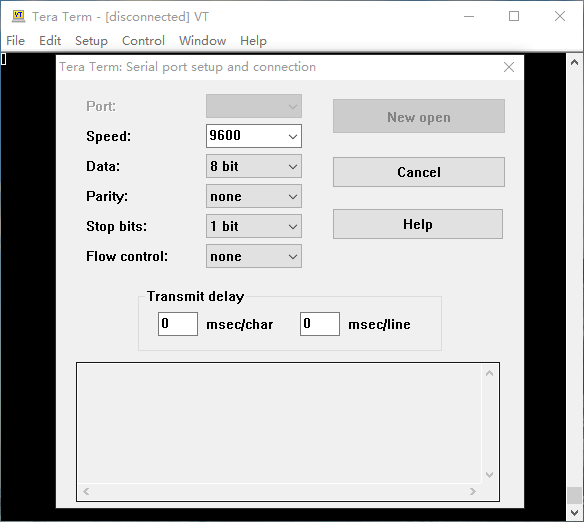 VT
Tera Term - [disconnected] VT
File Edit Setup Control Window Help
Tera Term: Serial port setup and connection
Port:
New open
Speed: 9600
Data: 8 bit
Cancel
Parity: none
Stop bits: 1 bit
Help
Flow control: none
Transmit delay
0 msec/char 0 msec/line